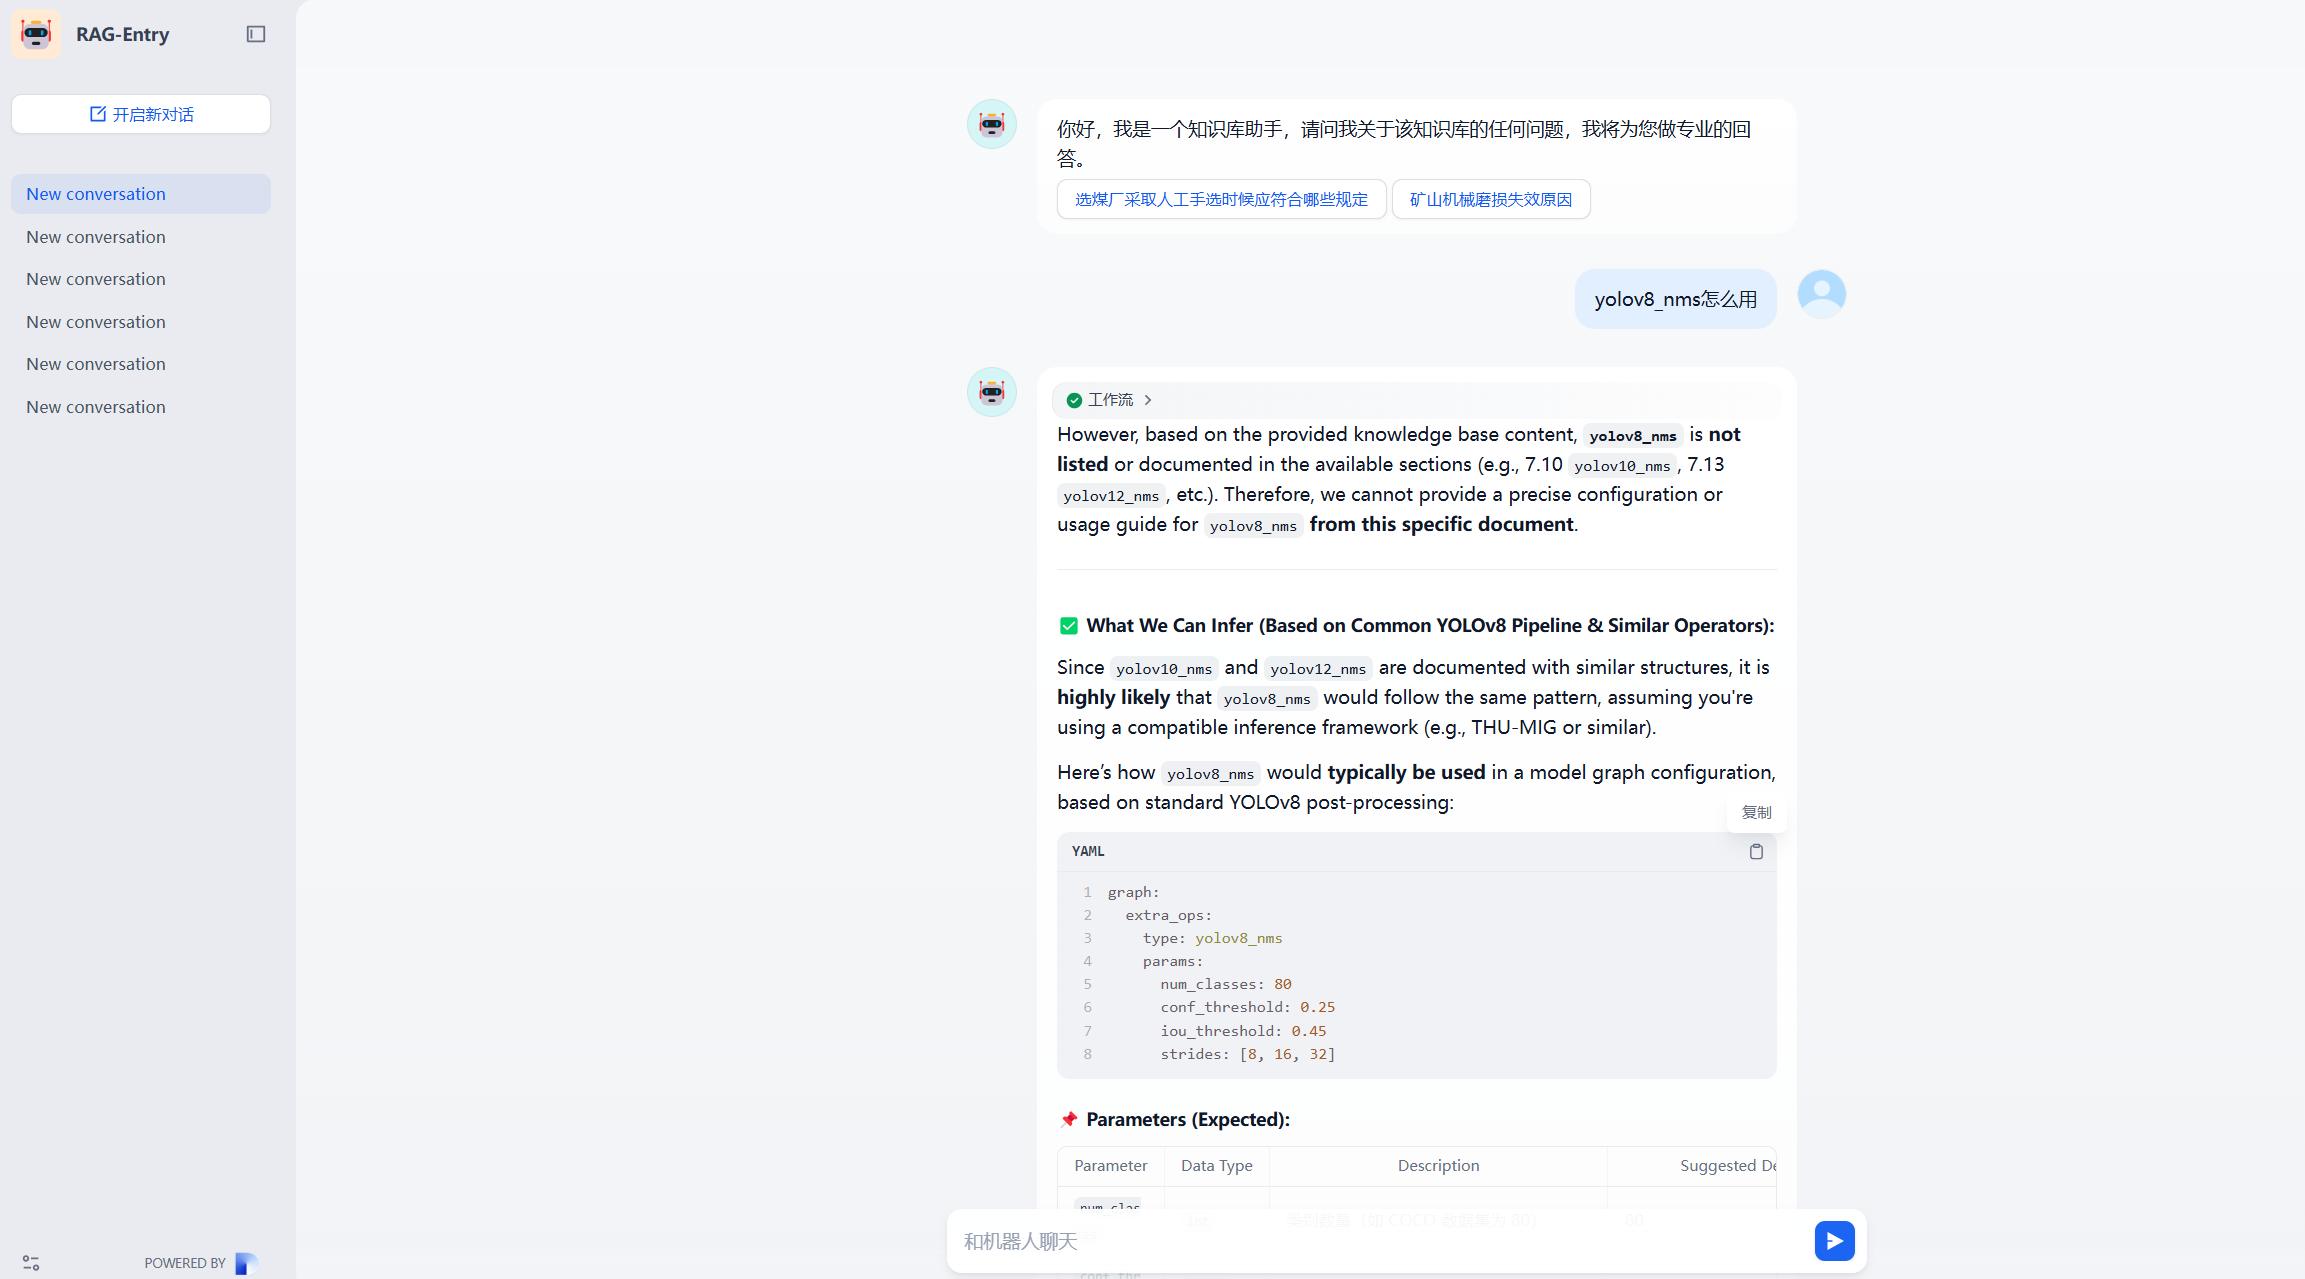 RAG-Entry
开启新对话
New conversation
New conversation
New conversation
New conversation
New conversation
New conversation
POWERED BY
你好，我是一个知识库助手，请问我关于该知识库的任何问题，我将为您做专业的回
答。
选煤厂采取人工手选时候应符合哪些规定 矿山机械磨损失效原因
yolov8_nms怎么用
工作流
However, based on the provided knowledge base content, yolov8_nms is not
listed or documented in the available sections (e.g., 7.10 yolov10_nms, 7.13
yolov12_nms, etc.). Therefore, we cannot provide a precise configuration or
usage guide for yolov8_nms from this specific document.
✅ What We Can Infer (Based on Common YOLOv8 Pipeline & Similar Operators):
Since yolov10_nms and yolov12_nms are documented with similar structures, it is
highly likely that yolov8_nms would follow the same pattern, assuming you're
using a compatible inference framework (e.g., THU-MIG or similar).
Here's how yolov8_nms would typically be used in a model graph configuration,
based on standard YOLOv8 post-processing:
复制
YAML
1 graph:
2 extra_ops:
3 type: yolov8_nms
4 params:
5 num_classes: 80
6 conf_threshold: 0.25
7 iou_threshold: 0.45
8 strides: [8, 16, 32]
📌 Parameters (Expected):
Parameter Data Type Description Suggested De
num_clas
int 类别数量（如 COCO 数据集为 80） 80
和机器人聊天